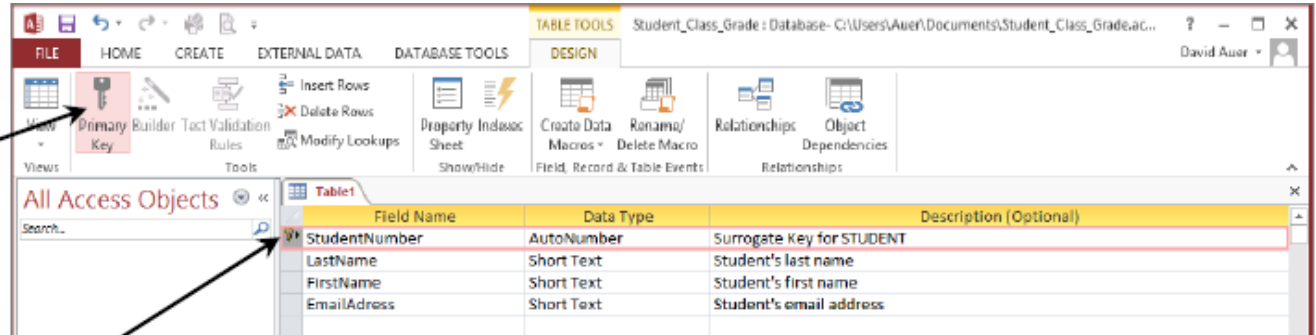 TABLE TOOLS Student_Class_Grade : Database- C:\Users\Auer\Documents\Student_Class_Grade.ac... ? – □ ×
FILE HOME CREATE EXTERNAL DATA DATABASE TOOLS DESIGN David Auer
View
Primary Key
Builder
Test Validation Rules
Insert Rows
Delete Rows
Modify Lookups
Property Sheet
Indexes
Create Data Macros
Rename/ Delete Macro
Relationships
Object Dependencies
Views Tools Show/Hide Field, Record & Table Events Relationships
All Access Objects «
Search...
Table1 ×
Field Name Data Type Description (Optional)
StudentNumber AutoNumber Surrogate Key for STUDENT
LastName Short Text Student's last name
FirstName Short Text Student's first name
EmailAdress Short Text Student's email address